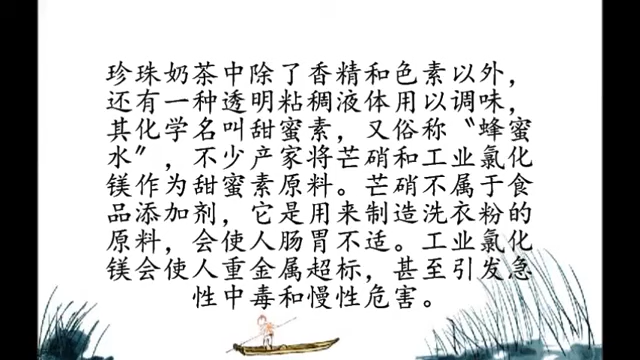 珍珠奶茶中除了香精和色素以外，
还有一种透明粘稠液体用以调味，
其化学名叫甜蜜素，又俗称“蜂蜜
水”，不少产家将芒硝和工业氯化
镁作为甜蜜素原料。芒硝不属于食
品添加剂，它是用来制造洗衣粉的
原料，会使人肠胃不适。工业氯化
镁会使人重金属超标，甚至引发急
性中毒和慢性危害。